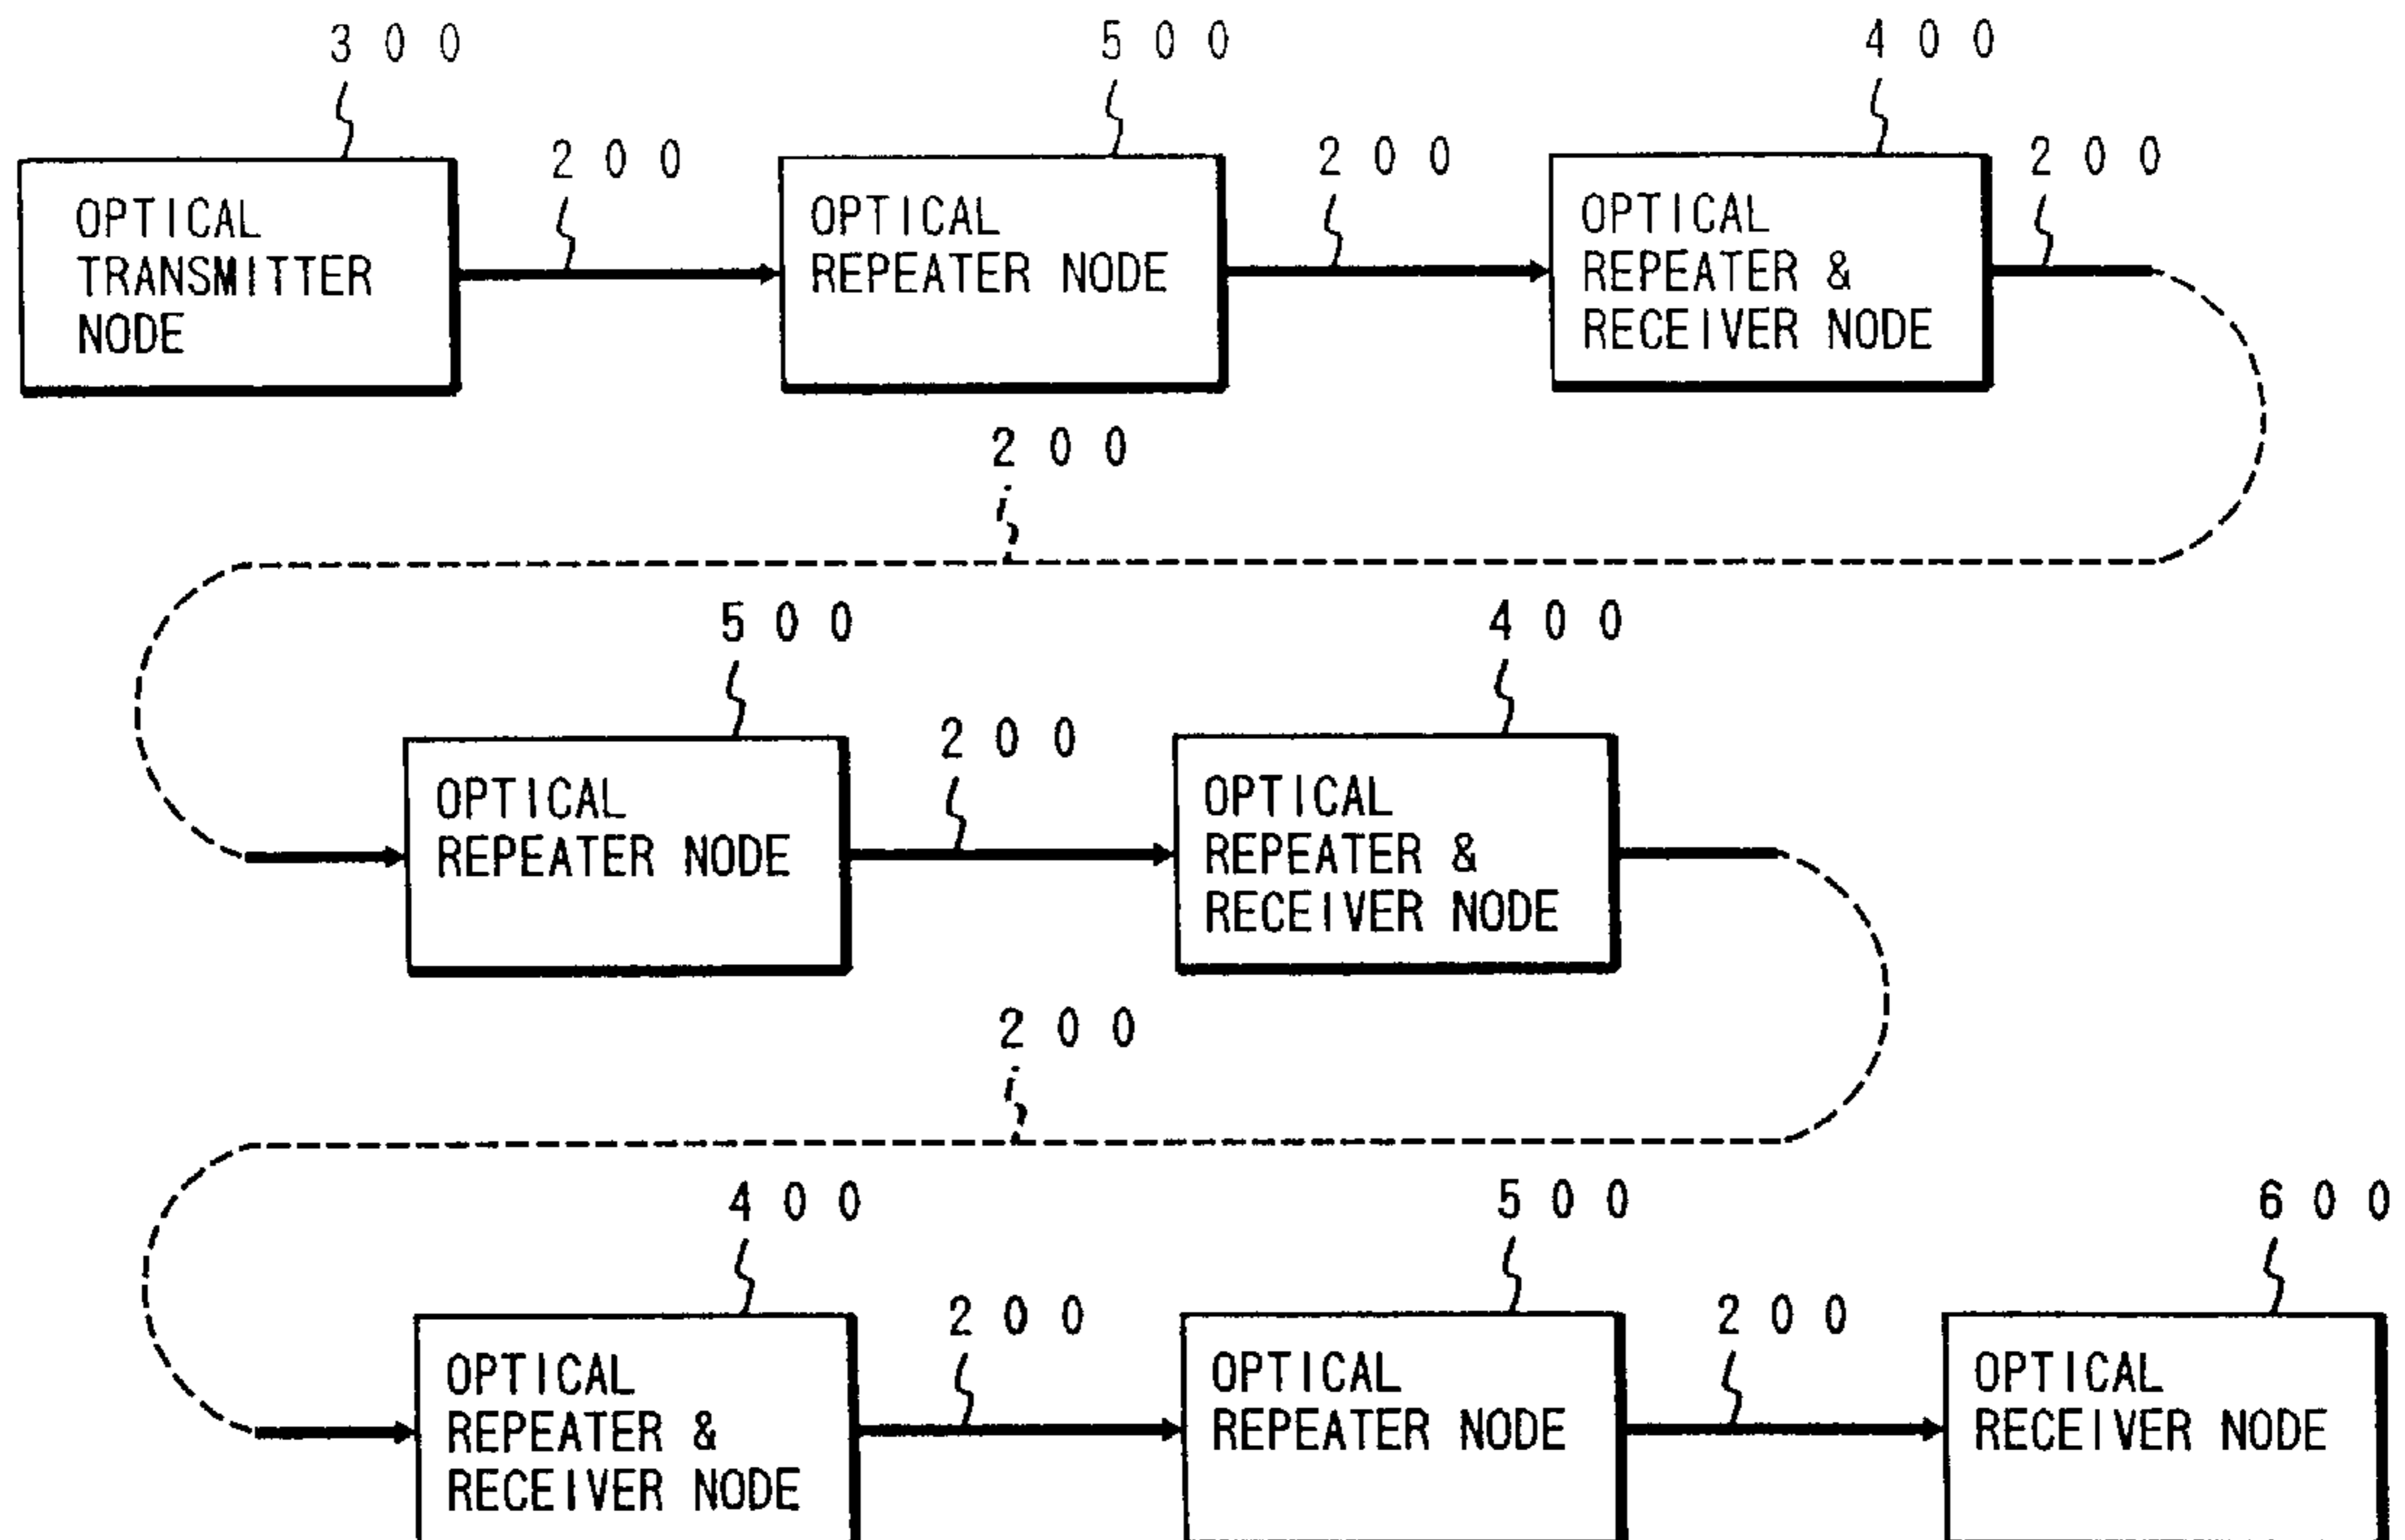 300
500
400
200
200
200
OPTICAL
TRANSMITTER
NODE
OPTICAL
REPEATER NODE
OPTICAL
REPEATER &
RECEIVER NODE
200
500
400
200
OPTICAL
REPEATER NODE
OPTICAL
REPEATER &
RECEIVER NODE
200
400
500
600
200
200
OPTICAL
REPEATER &
RECEIVER NODE
OPTICAL
REPEATER NODE
OPTICAL
RECEIVER NODE